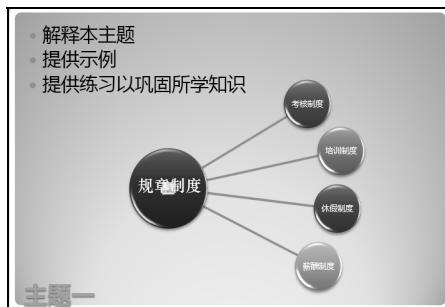 解释本主题
提供示例
提供练习以巩固所学知识
考核制度
培训制度
规章制度
休假制度
薪酬制度
主题一